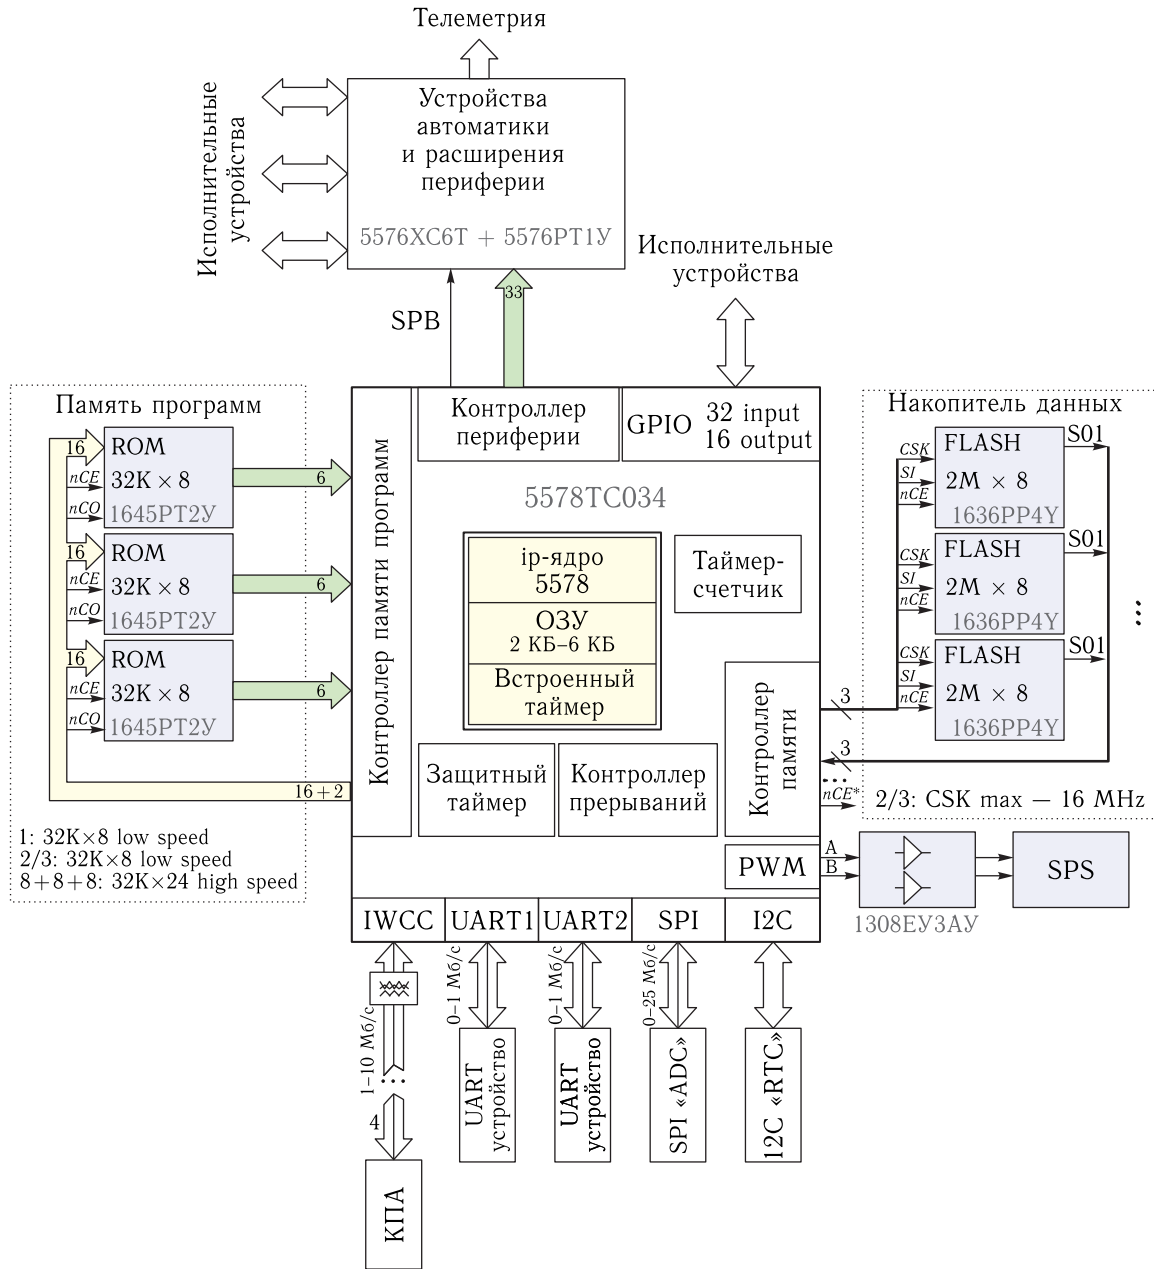 Телеметрия
Исполнительные
устройства
Устройства
автоматики
и расширения
периферии
5576ХС6Т + 5576РТ1У
Исполнительные
устройства
SPB
33
Память программ
16
ROM
nCE
32K × 8
nCO
1645РТ2У
6
16
ROM
nCE
32K × 8
nCO
1645РТ2У
6
16
ROM
nCE
32K × 8
nCO
1645РТ2У
6
16 + 2
1: 32K×8 low speed
2/3: 32K×8 low speed
8+8+8: 32K×24 high speed
Контроллер памяти программ
Контроллер
периферии
GPIO
32 input
16 output
5578ТС034
ip-ядро
5578
ОЗУ
2 КБ–6 КБ
Встроенный
таймер
Таймер-
счетчик
Защитный
таймер
Контроллер
прерываний
Контроллер
памяти
PWM
IWCC
UART1
UART2
SPI
I2C
Накопитель данных
CSK
SI
nCE
FLASH
2M × 8
1636РР4У
S01
CSK
SI
nCE
FLASH
2M × 8
1636РР4У
S01
...
CSK
SI
nCE
FLASH
2M × 8
1636РР4У
S01
3
3
...
nCE*
2/3: CSK max — 16 MHz
A
B
1308ЕУ3АУ
SPS
1–10 Мб/с
...
4
КПА
0–1 Мб/с
UART
устройство
0–1 Мб/с
UART
устройство
0–25 Мб/с
SPI «ADC»
12C «RTC»